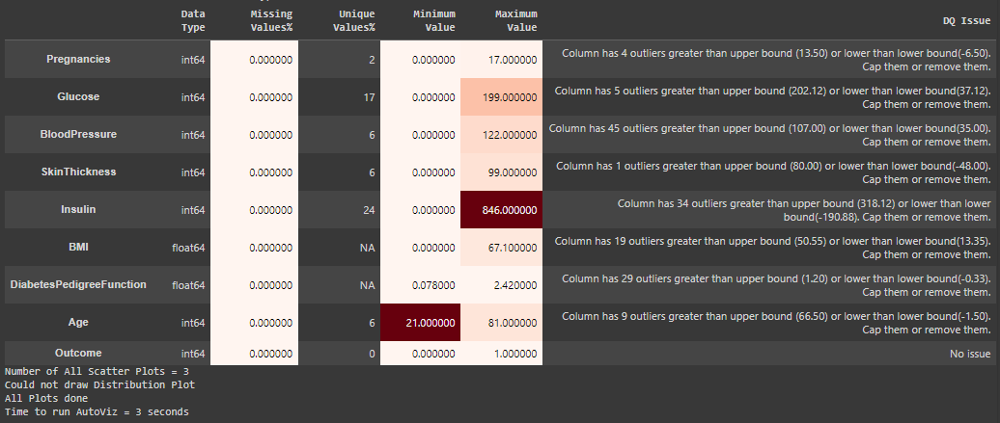 Data Type Missing Values% Unique Values% Minimum Value Maximum Value DQ Issue
Pregnancies int64 0.000000 2 0.000000 17.000000 Column has 4 outliers greater than upper bound (13.50) or lower than lower bound(-6.50). Cap them or remove them.
Glucose int64 0.000000 17 0.000000 199.000000 Column has 5 outliers greater than upper bound (202.12) or lower than lower bound(37.12). Cap them or remove them.
BloodPressure int64 0.000000 6 0.000000 122.000000 Column has 45 outliers greater than upper bound (107.00) or lower than lower bound(35.00). Cap them or remove them.
SkinThickness int64 0.000000 6 0.000000 99.000000 Column has 1 outliers greater than upper bound (80.00) or lower than lower bound(-48.00). Cap them or remove them.
Insulin int64 0.000000 24 0.000000 846.000000 Column has 34 outliers greater than upper bound (318.12) or lower than lower bound(-190.88). Cap them or remove them.
BMI float64 0.000000 NA 0.000000 67.100000 Column has 19 outliers greater than upper bound (50.55) or lower than lower bound(13.35). Cap them or remove them.
DiabetesPedigreeFunction float64 0.000000 NA 0.078000 2.420000 Column has 29 outliers greater than upper bound (1.20) or lower than lower bound(-0.33). Cap them or remove them.
Age int64 0.000000 6 21.000000 81.000000 Column has 9 outliers greater than upper bound (66.50) or lower than lower bound(-1.50). Cap them or remove them.
Outcome int64 0.000000 0 0.000000 1.000000 No issue
Number of All Scatter Plots = 3
Could not draw Distribution Plot
All Plots done
Time to run AutoViz = 3 seconds